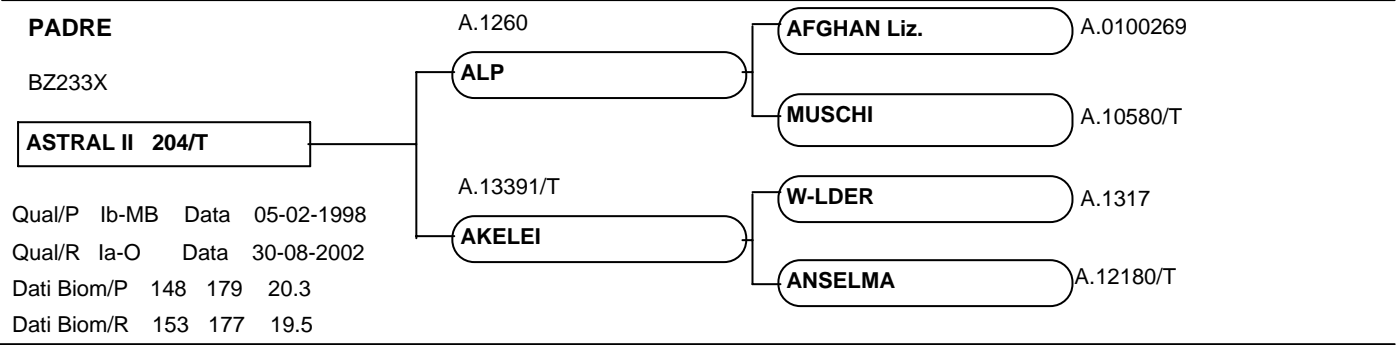 PADRE
BZ233X
ASTRAL II 204/T
Qual/P Ib-MB Data 05-02-1998
Qual/R Ia-O Data 30-08-2002
Dati Biom/P 148 179 20.3
Dati Biom/R 153 177 19.5
A.1260
ALP
A.13391/T
AKELEI
AFGHAN Liz. A.0100269
MUSCHI A.10580/T
W-LDER A.1317
ANSELMA A.12180/T